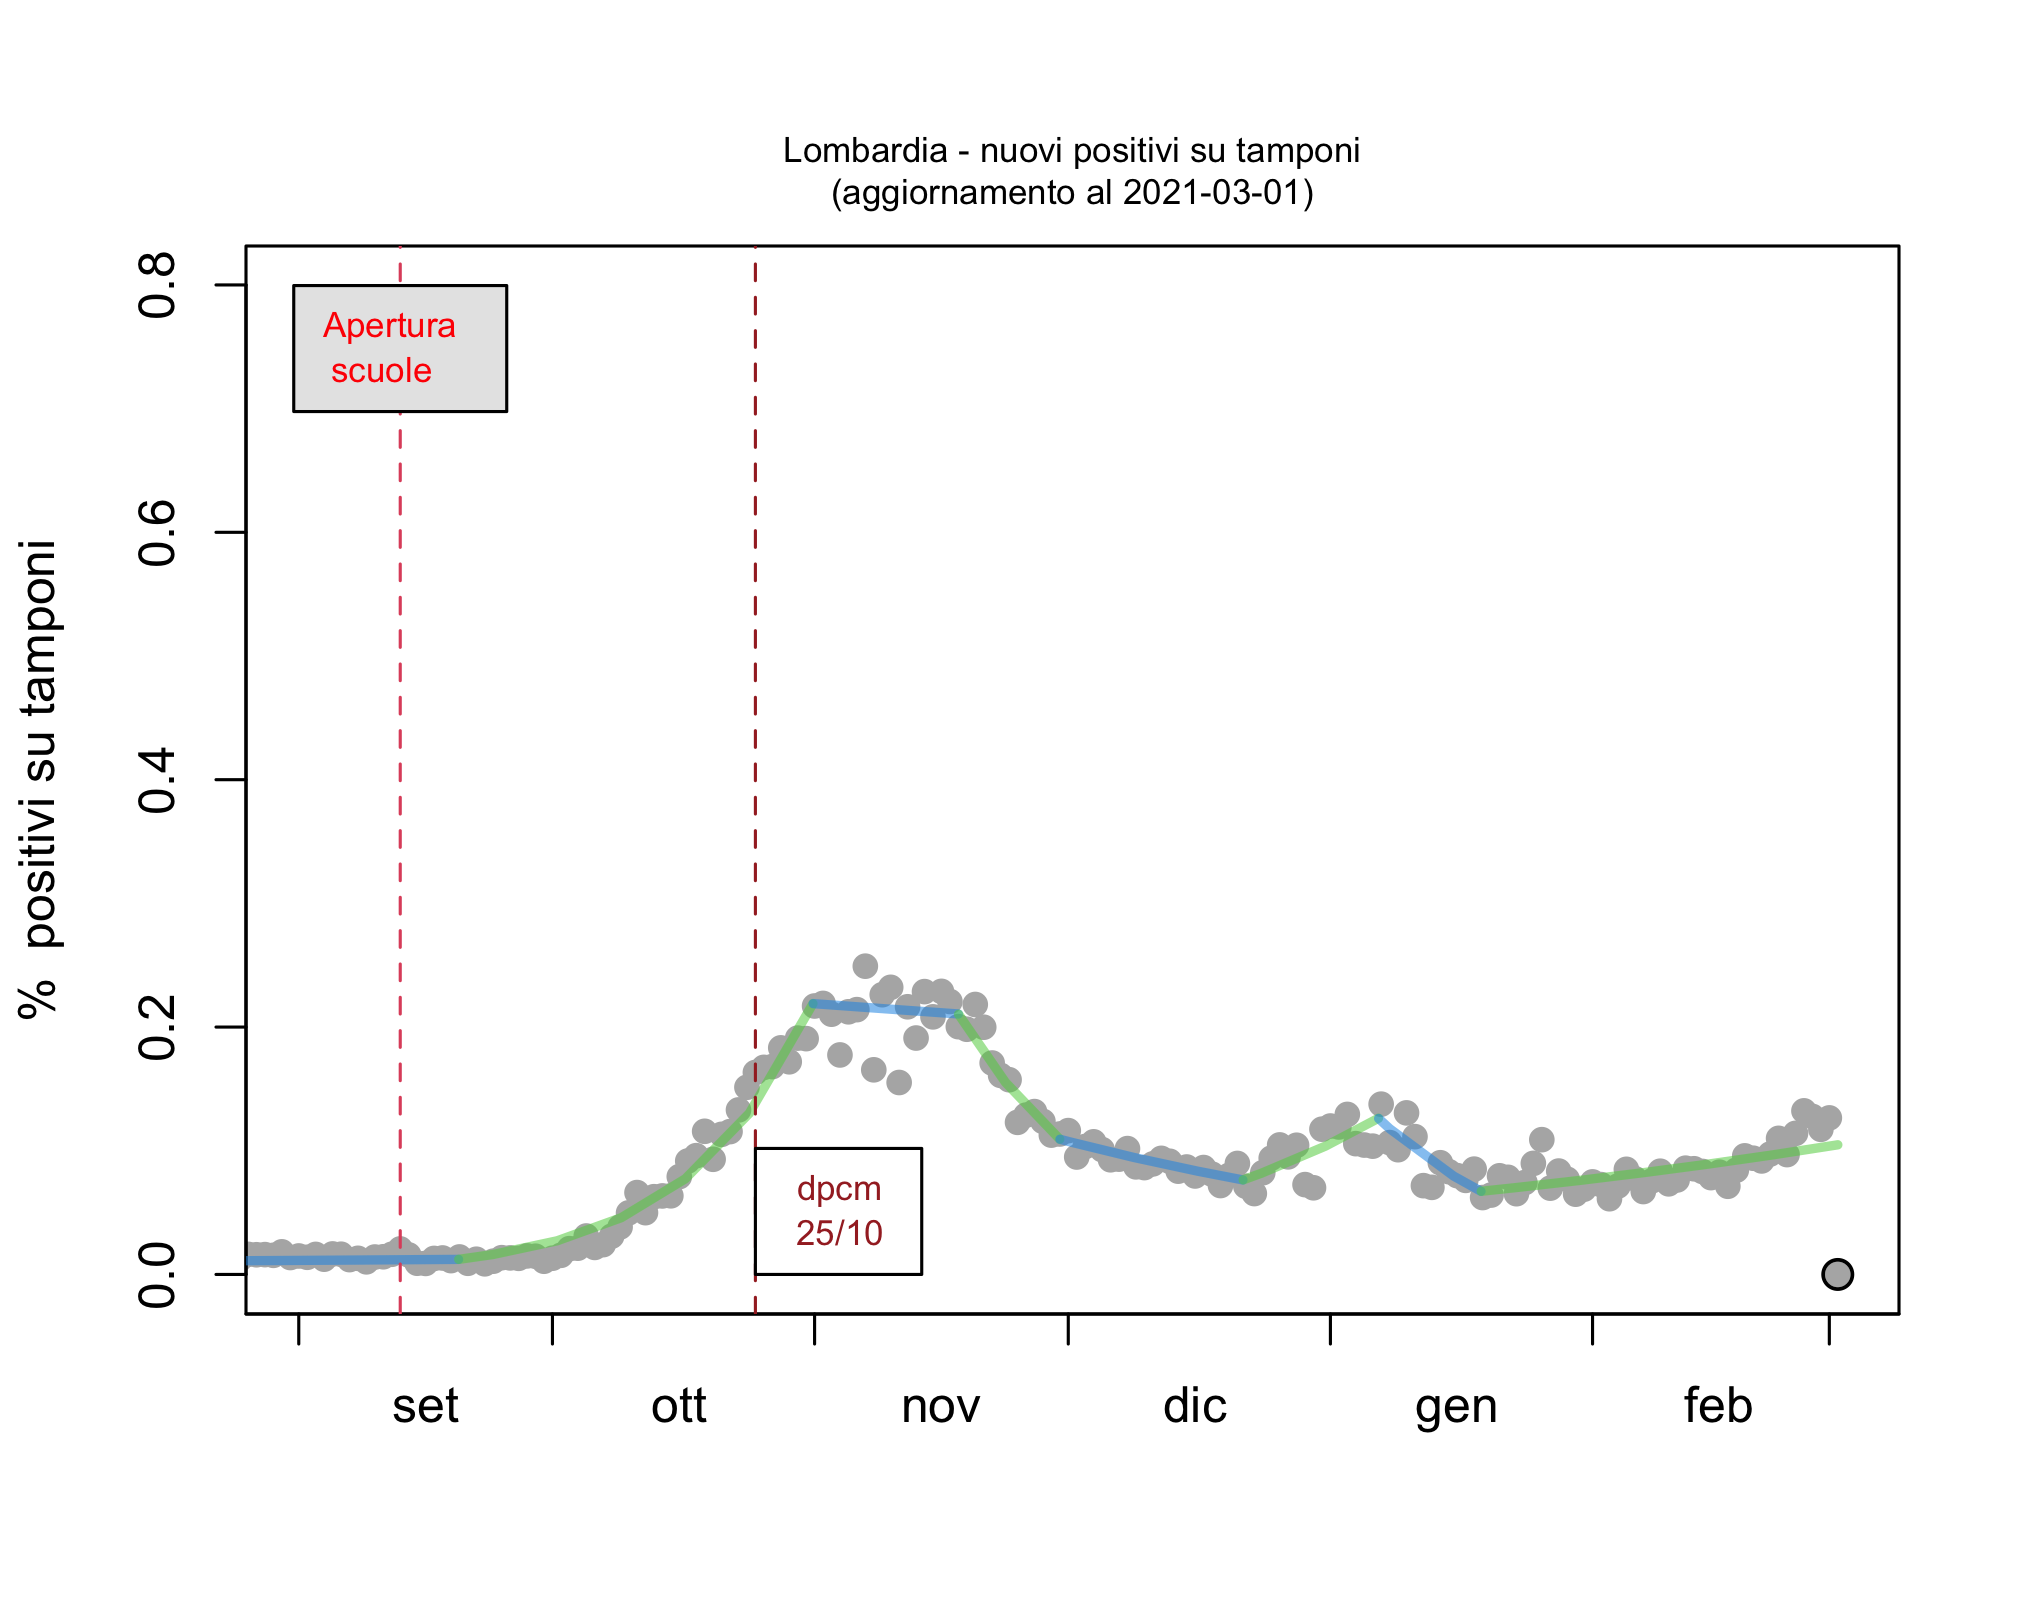 Lombardia - nuovi positivi su tamponi
(aggiornamento al 2021-03-01)
% positivi su tamponi
0.8
0.6
0.4
0.2
0.0
Apertura
scuole
dpcm
25/10
set ott nov dic gen feb